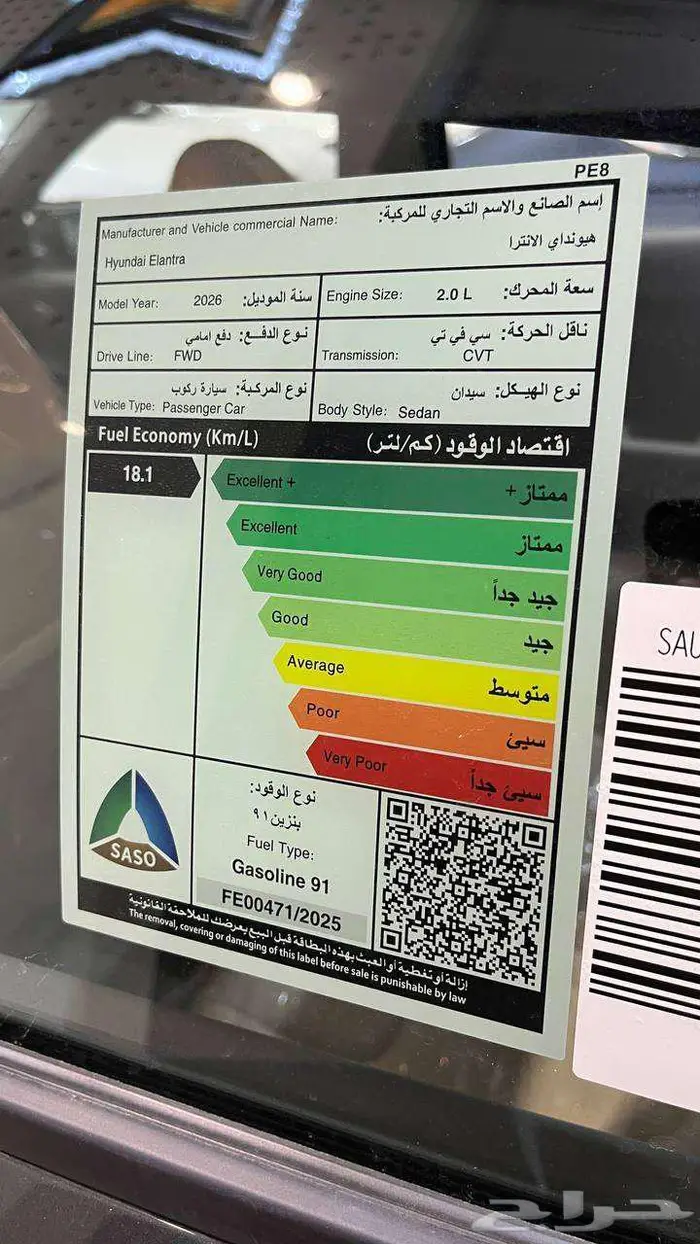 PE8
Manufacturer and Vehicle commercial Name: إسم الصانع والاسم التجاري للمركبة:
Hyundai Elantra هيونداي الانترا
Model Year: 2026 سنة الموديل:
Engine Size: 2.0 L سعة المحرك:
نوع الدفع: دفع امامي
Drive Line: FWD
ناقل الحركة: سي في تي
Transmission: CVT
نوع المركبة: سيارة ركوب
Vehicle Type: Passenger Car
نوع الهيكل: سيدان
Body Style: Sedan
Fuel Economy (Km/L) اقتصاد الوقود (كم/لتر)
18.1
Excellent + ممتاز +
Excellent ممتاز
Very Good جيد جداً
Good جيد
Average متوسط
Poor سيئ
Very Poor سيئ جداً
SASO
نوع الوقود:
بنزين ٩١
Fuel Type:
Gasoline 91
FE00471/2025
إزالة أو تغطية أو العبث بهذه البطاقة قبل البيع يعرضك للملاحقة القانونية
The removal, covering or damaging of this label before sale is punishable by law
SAU
حراج